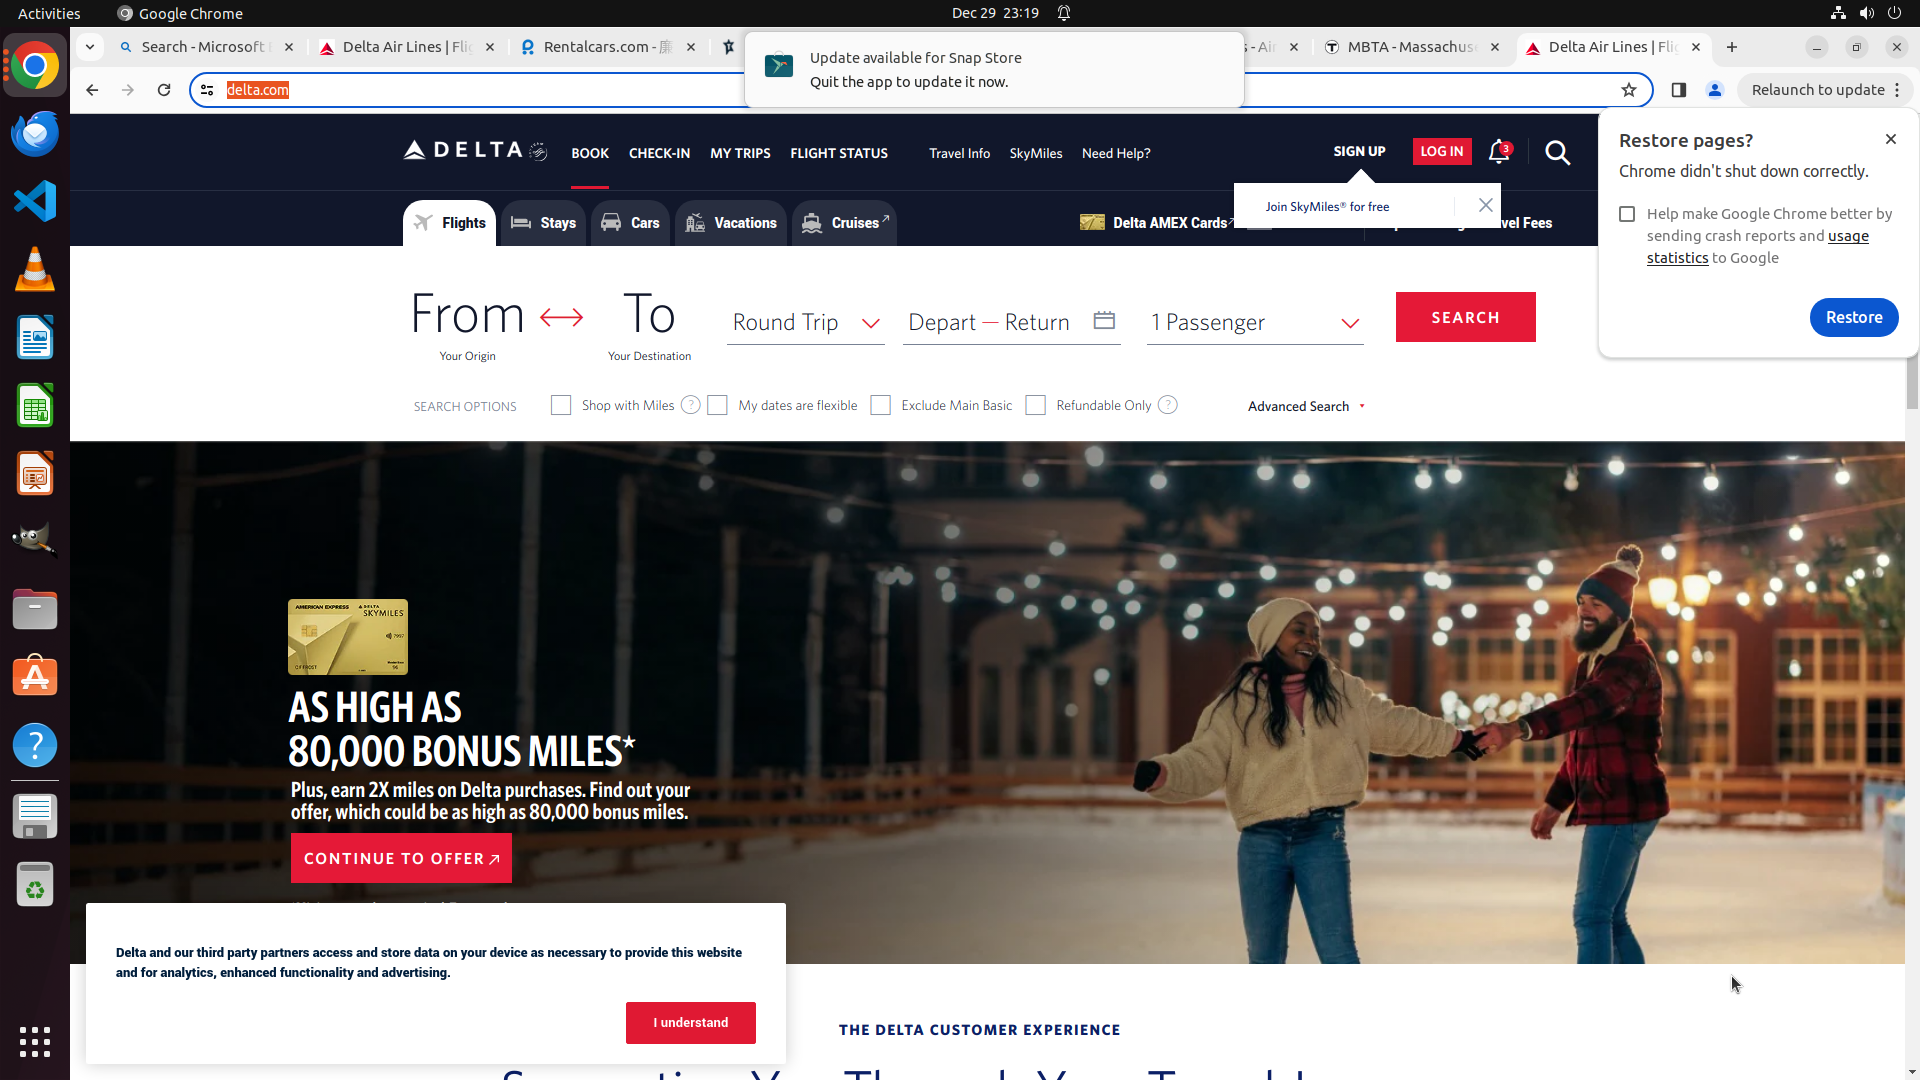 Activities
Google Chrome
Dec 29 23:19
Search - Microsoft
Delta Air Lines | Flig
Rentalcars.com -
s - Air
MBTA - Massachuse
Delta Air Lines | Flig
Update available for Snap Store
Quit the app to update it now.
delta.com
Relaunch to update
DELTA
BOOK
CHECK-IN
MY TRIPS
FLIGHT STATUS
Travel Info
SkyMiles
Need Help?
SIGN UP
LOG IN
3
Join SkyMiles® for free
Flights
Stays
Cars
Vacations
Cruises
Delta AMEX Cards
vel Fees
Restore pages?
Chrome didn't shut down correctly.
Help make Google Chrome better by
sending crash reports and usage
statistics to Google
Restore
From
To
Your Origin
Your Destination
Round Trip
Depart — Return
1 Passenger
SEARCH
SEARCH OPTIONS
Shop with Miles ?
My dates are flexible
Exclude Main Basic
Refundable Only ?
Advanced Search
AMERICAN EXPRESS
DELTA
SKYMILES
AS HIGH AS
80,000 BONUS MILES*
Plus, earn 2X miles on Delta purchases. Find out your
offer, which could be as high as 80,000 bonus miles.
CONTINUE TO OFFER
Delta and our third party partners access and store data on your device as necessary to provide this website
and for analytics, enhanced functionality and advertising.
I understand
THE DELTA CUSTOMER EXPERIENCE